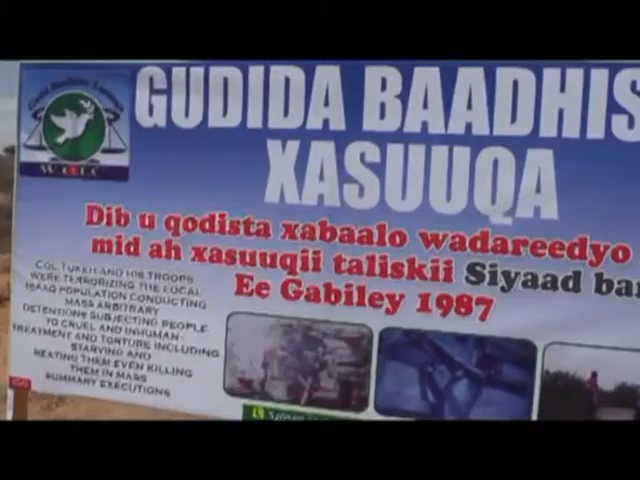 GUDIDA BAADHIS
XASUUQA
Dib u qodista xabaalo wadareedyo
mid ah xasuuqii taliskii Siyaad bar
Ee Gabiley 1987
COL TUKEH AND HIS TROOPS
WERE TERRORIZING THE LOCAL
ISAAQ POPULATION CONDUCTING
MASS ARBITRARY
DETENTIONS SUBJECTING PEOPLE
TO CRUEL AND INHUMAN
TREATMENT AND TORTURE INCLUDING
STARVING AND
BEATING THEM EVEN KILLING
THEM IN MASS
SUMMARY EXECUTIONS